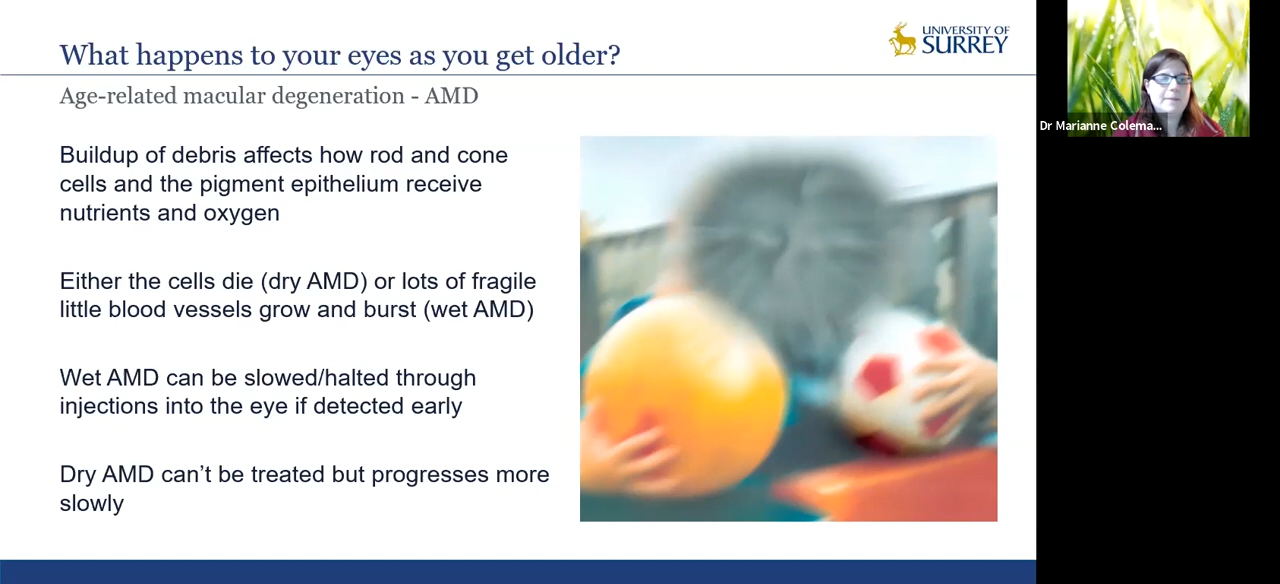 What happens to your eyes as you get older?
UNIVERSITY OF
SURREY
Age-related macular degeneration - AMD
Buildup of debris affects how rod and cone
cells and the pigment epithelium receive
nutrients and oxygen
Either the cells die (dry AMD) or lots of fragile
little blood vessels grow and burst (wet AMD)
Wet AMD can be slowed/halted through
injections into the eye if detected early
Dry AMD can’t be treated but progresses more
slowly
Dr Marianne Colema...